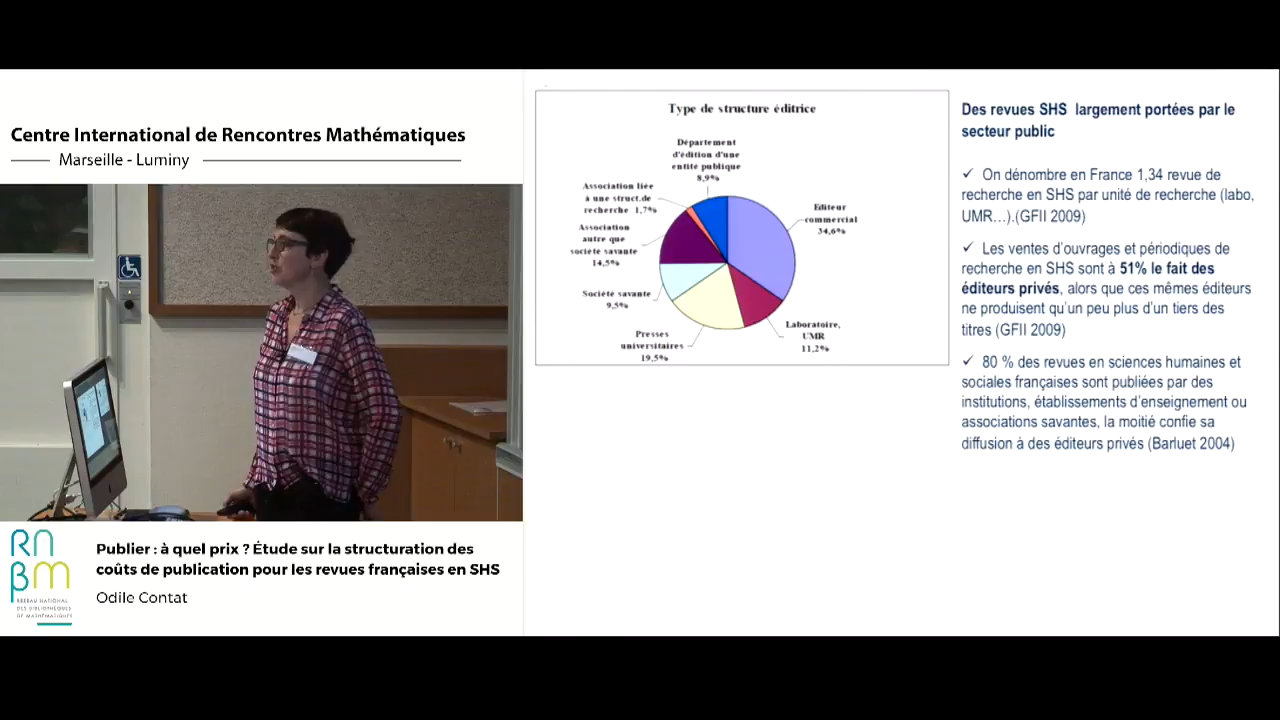 Centre International de Rencontres Mathématiques
Marseille - Luminy
RNBM
RÉSEAU NATIONAL
DES BIBLIOTHÈQUES
DE MATHÉMATIQUES
Publier : à quel prix ? Étude sur la structuration des
coûts de publication pour les revues françaises en SHS
Odile Contat
Type de structure éditrice
Département
d'édition d'une
entité publique
8,9%
Association liée
à une struct.de
recherche 1,7%
Association
autre que
société savante
14,5%
Société savante
9,5%
Presses
universitaires
19,5%
Laboratoire,
UMR
11,2%
Editeur
commercial
34,6%
Des revues SHS largement portées par le
secteur public
✓ On dénombre en France 1,34 revue de
recherche en SHS par unité de recherche (labo,
UMR…).(GFII 2009)
✓ Les ventes d'ouvrages et périodiques de
recherche en SHS sont à 51% le fait des
éditeurs privés, alors que ces mêmes éditeurs
ne produisent qu'un peu plus d'un tiers des
titres (GFII 2009)
✓ 80 % des revues en sciences humaines et
sociales françaises sont publiées par des
institutions, établissements d'enseignement ou
associations savantes, la moitié confie sa
diffusion à des éditeurs privés (Barluet 2004)